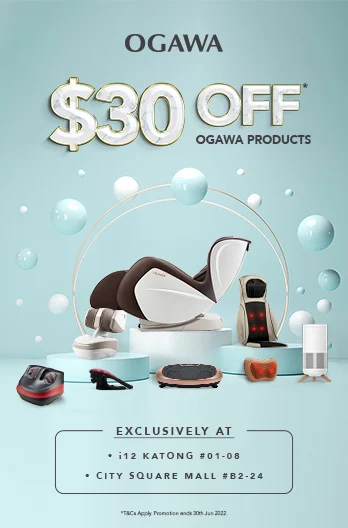 OGAWA
$30 OFF*
OGAWA PRODUCTS
OGAWA
EXCLUSIVELY AT
• i12 KATONG #01-08
• CITY SQUARE MALL #B2-24
*T&Cs Apply. Promotion ends 30th Jun 2022.